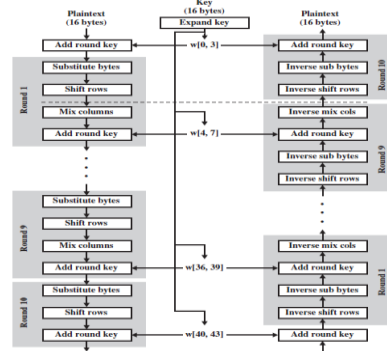 Key
(16 bytes)
Expand key
Plaintext
(16 bytes)
Add round key
Round 1
Substitute bytes
Shift rows
Mix columns
Add round key
Round 9
Substitute bytes
Shift rows
Mix columns
Add round key
Round 10
Substitute bytes
Shift rows
Add round key
w[0, 3]
w[4, 7]
w[36, 39]
w[40, 43]
Plaintext
(16 bytes)
Add round key
Inverse sub bytes
Inverse shift rows
Round 10
Inverse mix cols
Add round key
Inverse sub bytes
Inverse shift rows
Round 9
Inverse mix cols
Add round key
Inverse sub bytes
Inverse shift rows
Round 1
Add round key